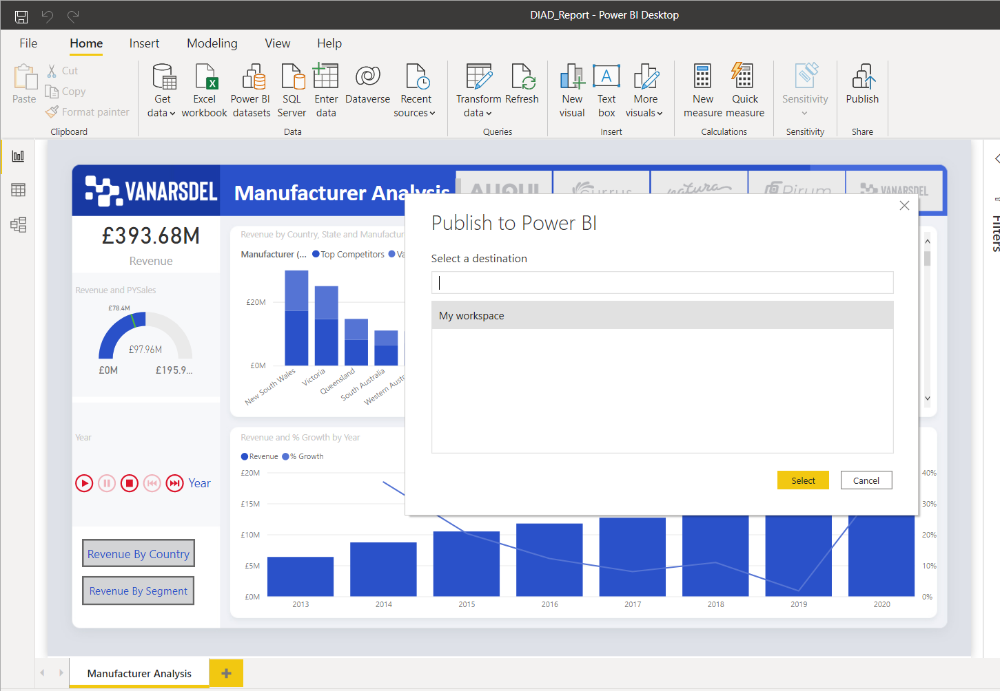 DIAD_Report - Power BI Desktop
File Home Insert Modeling View Help
Paste
Cut
Copy
Format painter
Clipboard
Get data
Excel workbook
Power BI datasets
SQL Server
Enter data
Dataverse
Recent sources
Data
Transform data
Refresh
Queries
New visual
Text box
More visuals
Insert
New measure
Quick measure
Calculations
Sensitivity
Sensitivity
Publish
Share
VANARSDEL
Manufacturer Analysis
natura
Pirum
VANARSDEL
£393.68M
Revenue
Revenue and PYSales
£78.4M
£97.96M
£0M
£195.9...
Year
Year
Revenue By Country
Revenue By Segment
Revenue by Country, State and Manufactur
Manufacturer (... Top Competitors Va
£20M
£0M
New South Wales
Victoria
Queensland
South Australia
Western Austr
Revenue and % Growth by Year
Revenue % Growth
£20M
£15M
£10M
£5M
£0M
40%
30%
20%
10%
0%
2013 2014 2015 2016 2017 2018 2019 2020
Publish to Power BI
Select a destination
My workspace
Select
Cancel
Filters
Manufacturer Analysis